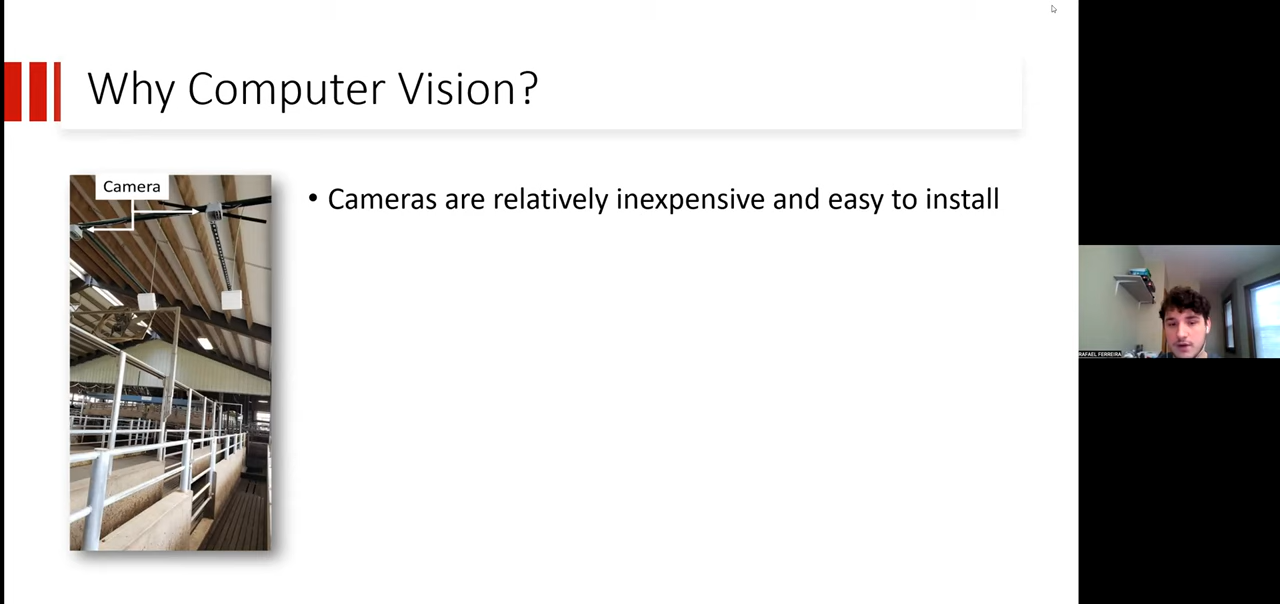 Why Computer Vision?
Camera
• Cameras are relatively inexpensive and easy to install
RAFAEL FERREIRA